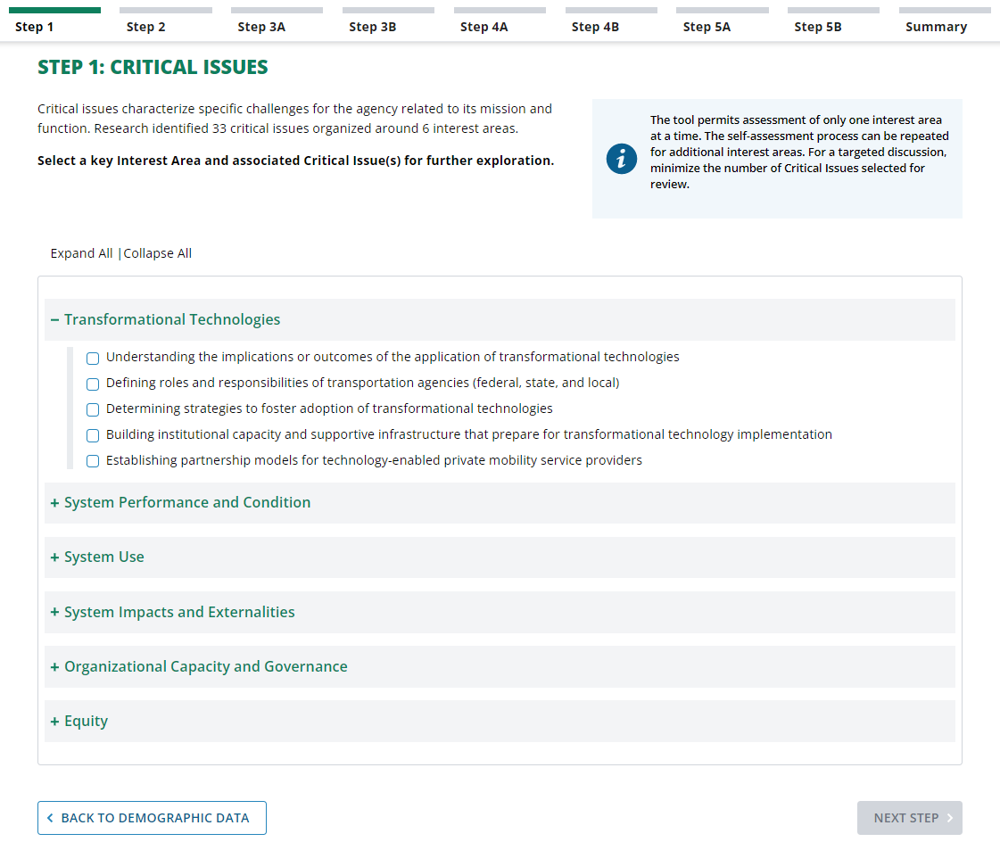 Step 1
Step 2
Step 3A
Step 3B
Step 4A
Step 4B
Step 5A
Step 5B
Summary
STEP 1: CRITICAL ISSUES
Critical issues characterize specific challenges for the agency related to its mission and
function. Research identified 33 critical issues organized around 6 interest areas.
Select a key Interest Area and associated Critical Issue(s) for further exploration.
The tool permits assessment of only one interest area
at a time. The self-assessment process can be repeated
for additional interest areas. For a targeted discussion,
minimize the number of Critical Issues selected for
review.
Expand All |Collapse All
− Transformational Technologies
Understanding the implications or outcomes of the application of transformational technologies
Defining roles and responsibilities of transportation agencies (federal, state, and local)
Determining strategies to foster adoption of transformational technologies
Building institutional capacity and supportive infrastructure that prepare for transformational technology implementation
Establishing partnership models for technology-enabled private mobility service providers
+ System Performance and Condition
+ System Use
+ System Impacts and Externalities
+ Organizational Capacity and Governance
+ Equity
< BACK TO DEMOGRAPHIC DATA
NEXT STEP >